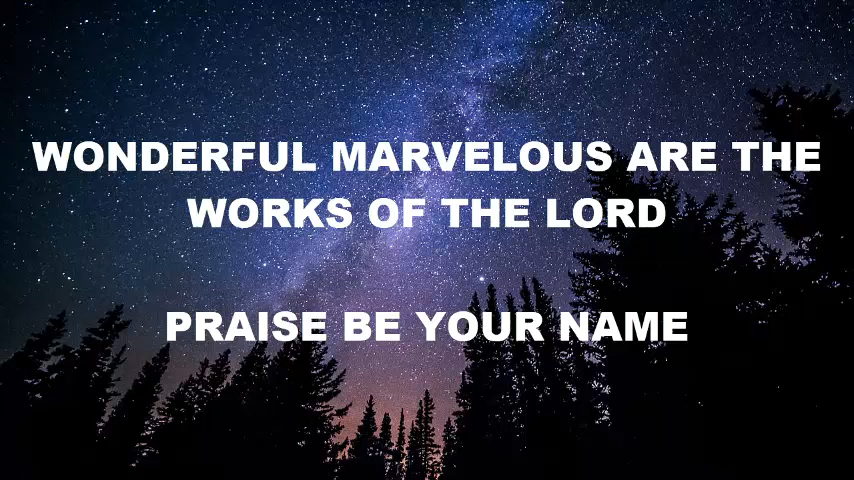 WONDERFUL MARVELOUS ARE THE
WORKS OF THE LORD
PRAISE BE YOUR NAME